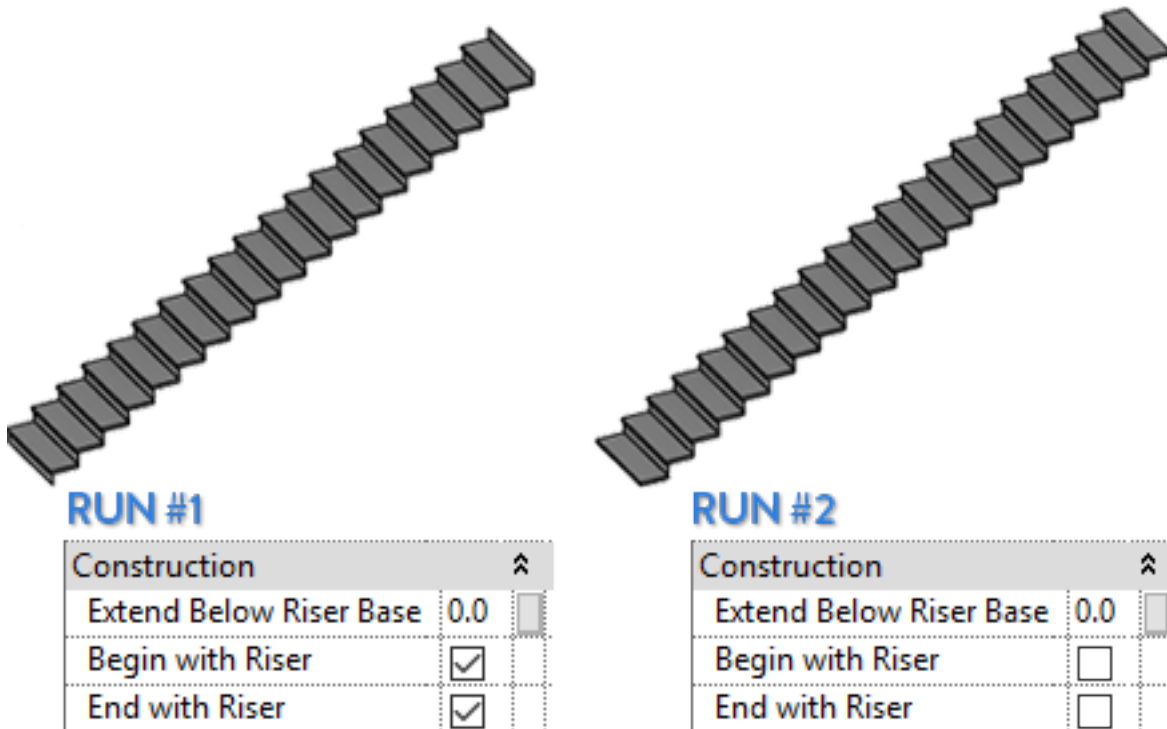 RUN #1
Construction
Extend Below Riser Base 0.0
Begin with Riser
End with Riser
RUN #2
Construction
Extend Below Riser Base 0.0
Begin with Riser
End with Riser